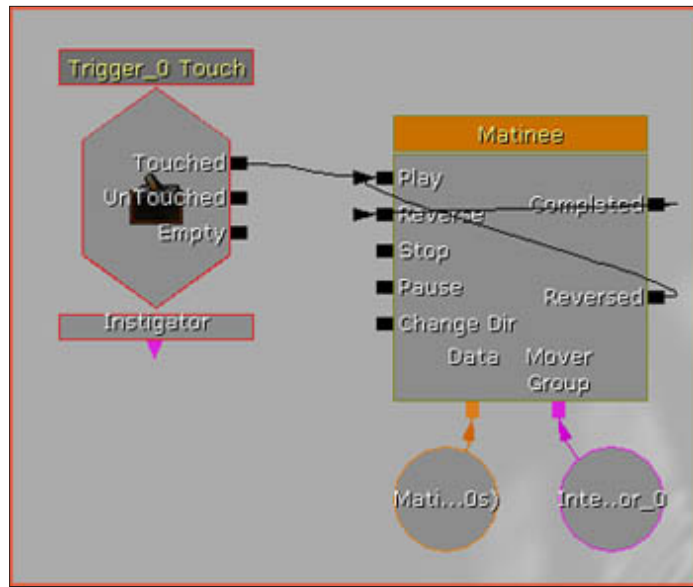 Trigger_0 Touch
Touched
UnTouched
Empty
Instigator
Matinee
Play
Completed
Reverse
Stop
Pause
Reversed
Change Dir
Data
Mover
Group
Mati...0s)
Inte..or_0